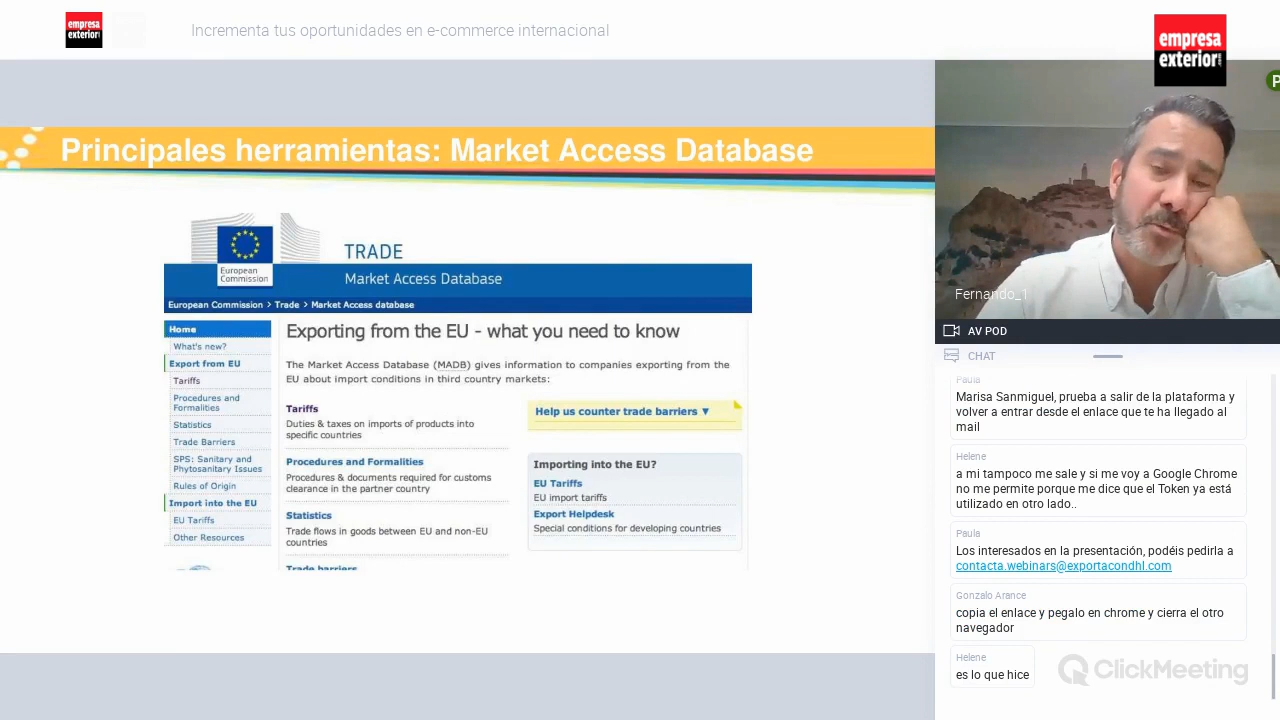 empresa
exterior
Incrementa tus oportunidades en e-commerce internacional
empresa
exterior
P
Principales herramientas: Market Access Database
European
Commission
TRADE
Market Access Database
European Commission > Trade > Market Access database
Home
What's new?
Export from EU
Tariffs
Procedures and
Formalities
Statistics
Trade Barriers
SPS: Sanitary and
Phytosanitary Issues
Rules of Origin
Import into the EU
EU Tariffs
Other Resources
Exporting from the EU - what you need to know
The Market Access Database (MADB) gives information to companies exporting from the
EU about import conditions in third country markets:
Tariffs
Duties & taxes on imports of products into
specific countries
Procedures and Formalities
Procedures & documents required for customs
clearance in the partner country
Statistics
Trade flows in goods between EU and non-EU
countries
Trade barriers
Help us counter trade barriers ▼
Importing into the EU?
EU Tariffs
EU import tariffs
Export Helpdesk
Special conditions for developing countries
Fernando_1
AV POD
CHAT
Paula
Marisa Sanmiguel, prueba a salir de la plataforma y
volver a entrar desde el enlace que te ha llegado al
mail
Helene
a mi tampoco me sale y si me voy a Google Chrome
no me permite porque me dice que el Token ya está
utilizado en otro lado..
Paula
Los interesados en la presentación, podéis pedirla a
contacta.webinars@exportacondhl.com
Gonzalo Arance
copia el enlace y pegalo en chrome y cierra el otro
navegador
Helene
es lo que hice
ClickMeeting